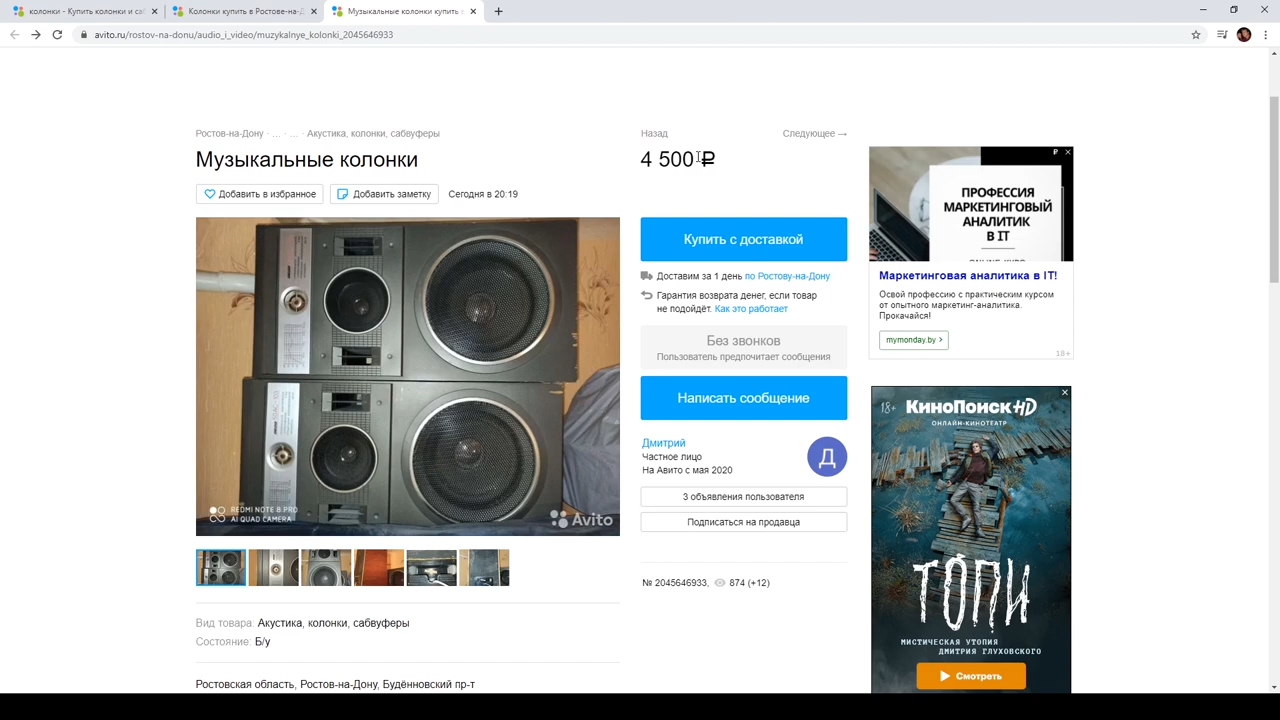 колонки - Купить колонки и са
Колонки купить в Ростове-на-Д
Музыкальные колонки купить
avito.ru/rostov-na-donu/audio_i_video/muzykalnye_kolonki_2045646933
Ростов-на-Дону · ... · ... · Акустика, колонки, сабвуферы
Назад
Следующее →
Музыкальные колонки
4 500 ₽
Добавить в избранное
Добавить заметку
Сегодня в 20:19
Купить с доставкой
Доставим за 1 день по Ростову-на-Дону
Гарантия возврата денег, если товар
не подойдёт. Как это работает
Без звонков
Пользователь предпочитает сообщения
Написать сообщение
Дмитрий
Частное лицо
На Авито с мая 2020
Д
3 объявления пользователя
Подписаться на продавца
№ 2045646933, 874 (+12)
REDMI NOTE 8 PRO
AI QUAD CAMERA
Avito
Вид товара: Акустика, колонки, сабвуферы
Состояние: Б/у
Ростовская область, Ростов-на-Дону, Будённовский пр-т
ПРОФЕССИЯ
МАРКЕТИНГОВЫЙ
АНАЛИТИК
В IT
Маркетинговая аналитика в IT!
Освой профессию с практическим курсом
от опытного маркетинг-аналитика.
Прокачайся!
mymonday.by
18+
18+ КиноПоиск HD
ОНЛАЙН-КИНОТЕАТР
ТОПИ
МИСТИЧЕСКАЯ УТОПИЯ
ДМИТРИЯ ГЛУХОВСКОГО
Смотреть